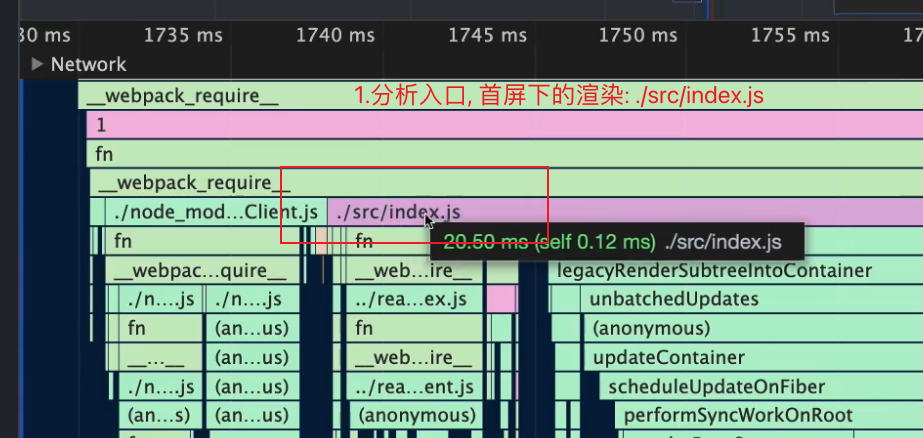 30 ms 1735 ms 1740 ms 1745 ms 1750 ms 1755 ms 17
Network
__webpack_require__ 1.分析入口, 首屏下的渲染: ./src/index.js
1
fn
__webpack_require__
./node_mod...Client.js ./src/index.js
fn fn 20.50 ms (self 0.12 ms) ./src/index.js
__webpac...quire__ __web...ire__ legacyRenderSubtreeIntoContainer
./n....js ./n....js ../rea...ex.js unbatchedUpdates
fn (an...us) fn (anonymous)
__...__ (an...us) __web...ire__ updateContainer
./n....js (an...us) ../rea...ent.js scheduleUpdateOnFiber
(an...s) (an...us) (anonymous) performSyncWorkOnRoot